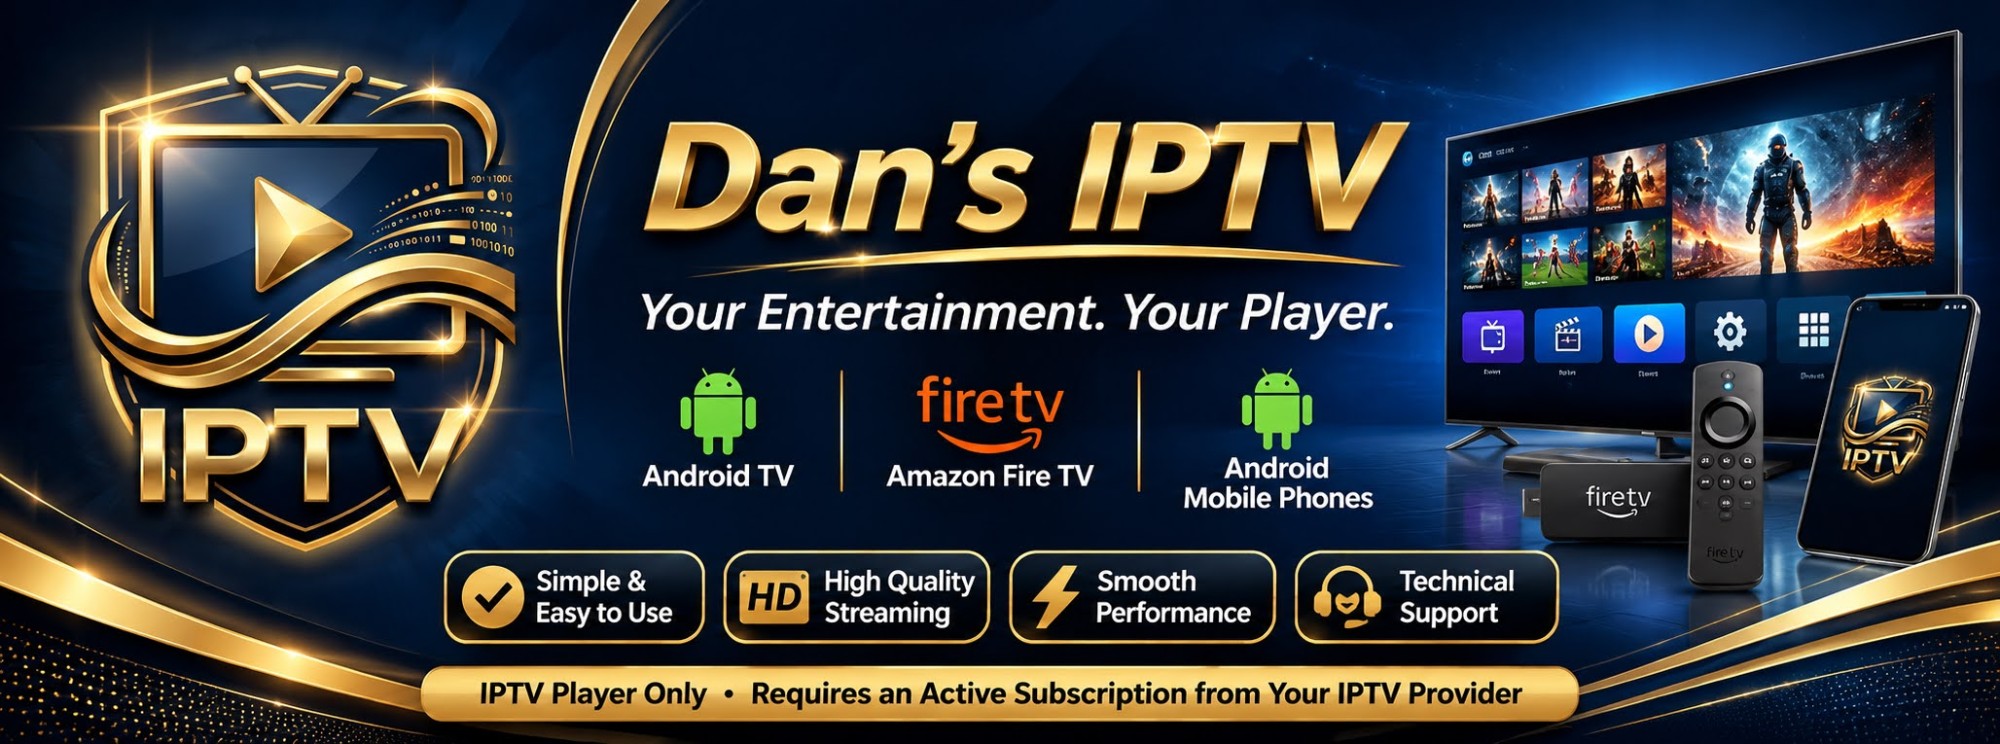 Dan's IPTV
Your Entertainment. Your Player.
IPTV
Android TV
fire tv
Amazon Fire TV
Android
Mobile Phones
fire tv
fire tv
IPTV
Simple &
Easy to Use
HD
High Quality
Streaming
Smooth
Performance
Technical
Support
IPTV Player Only • Requires an Active Subscription from Your IPTV Provider